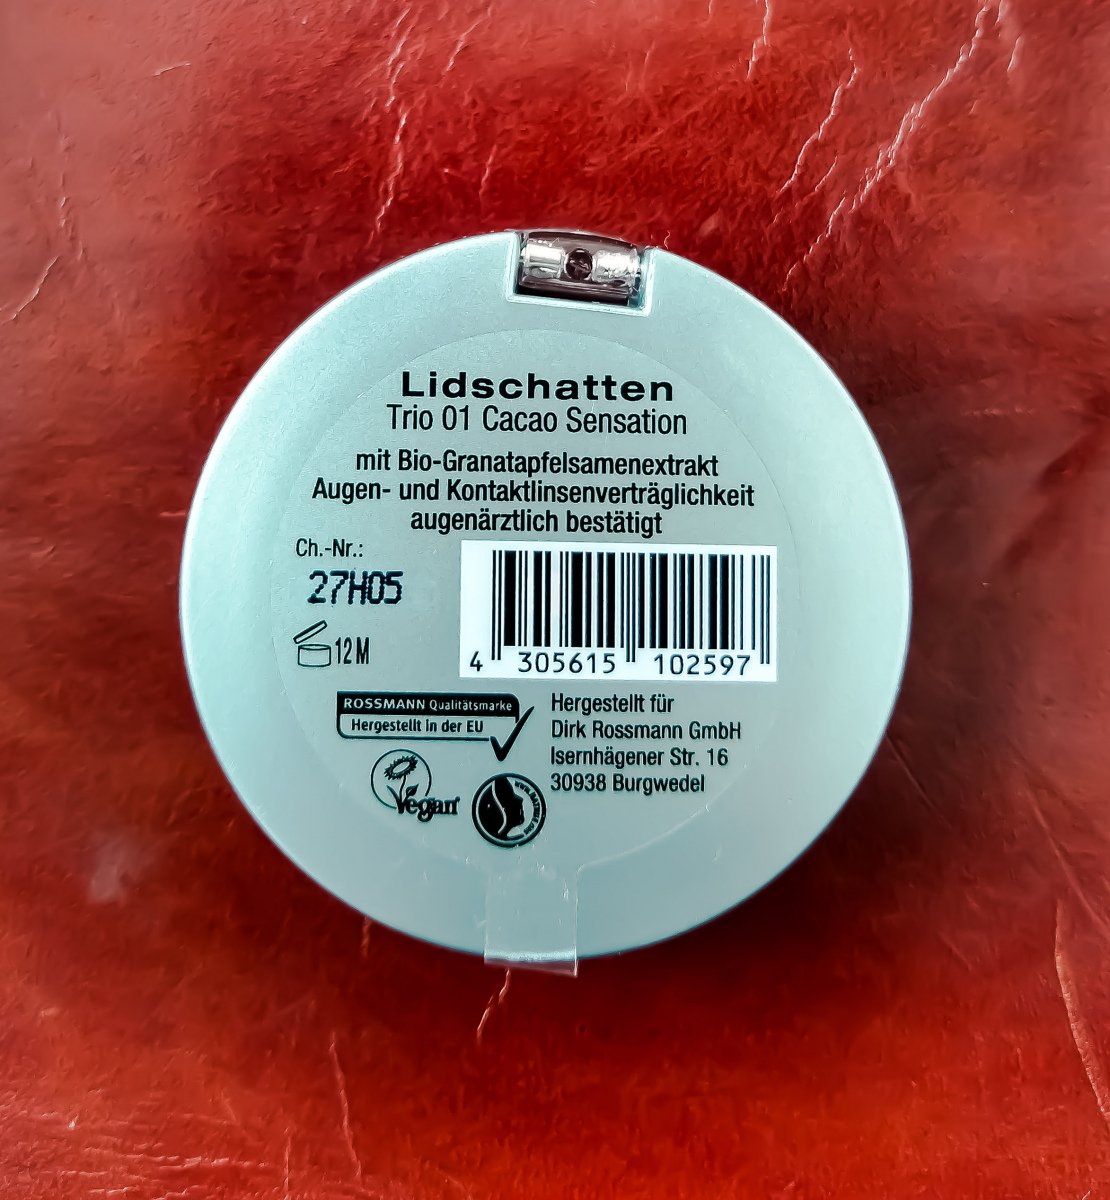 Lidschatten
Trio 01 Cacao Sensation
mit Bio-Granatapfelsamenextrakt
Augen- und Kontaktlinsenverträglichkeit
augenärztlich bestätigt
Ch.-Nr.:
27H05
12 M
4 305615 102597
ROSSMANN Qualitätsmarke
Hergestellt in der EU
Vegan
Hergestellt für
Dirk Rossmann GmbH
Isernhägener Str. 16
30938 Burgwedel